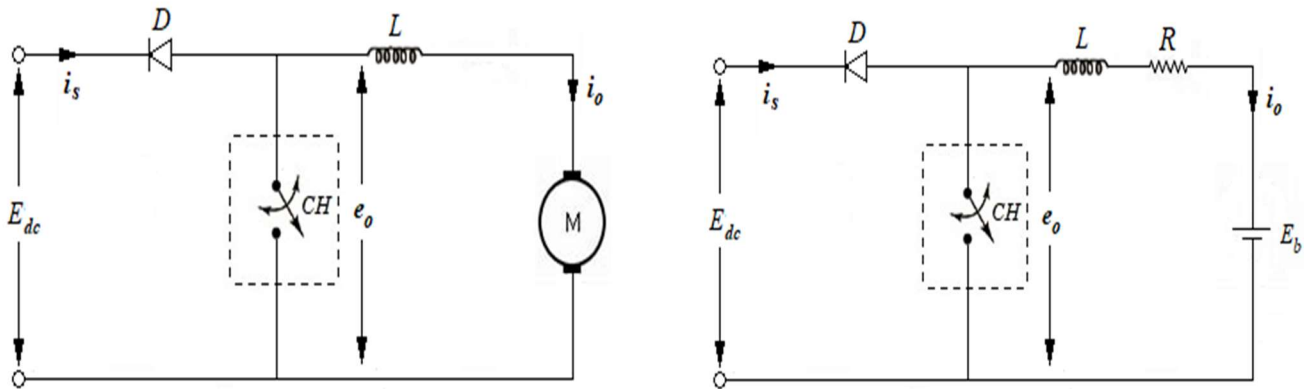 D
L
i_s
E_dc
CH
e_o
i_o
M
D
L
R
i_s
E_dc
CH
e_o
i_o
E_b